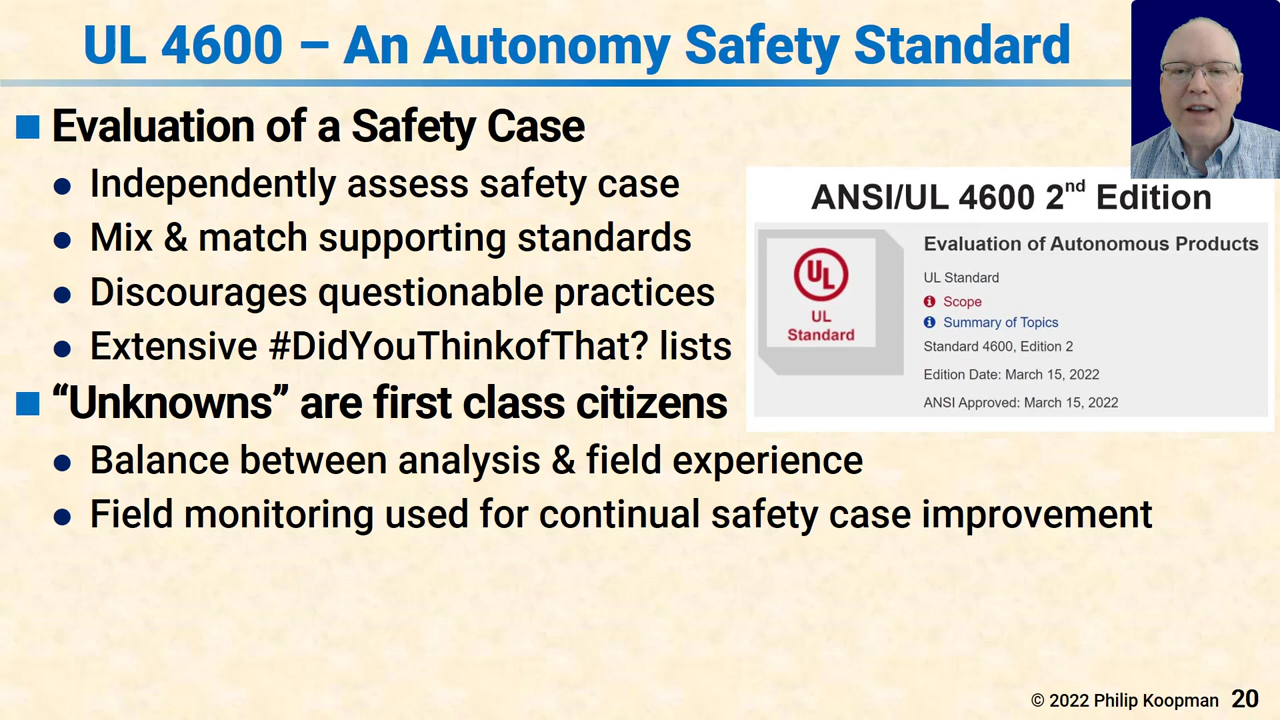 UL 4600 – An Autonomy Safety Standard
Evaluation of a Safety Case
Independently assess safety case
Mix & match supporting standards
Discourages questionable practices
Extensive #DidYouThinkofThat? lists
“Unknowns” are first class citizens
Balance between analysis & field experience
Field monitoring used for continual safety case improvement
ANSI/UL 4600 2nd Edition
UL
UL
Standard
Evaluation of Autonomous Products
UL Standard
Scope
Summary of Topics
Standard 4600, Edition 2
Edition Date: March 15, 2022
ANSI Approved: March 15, 2022
© 2022 Philip Koopman 20